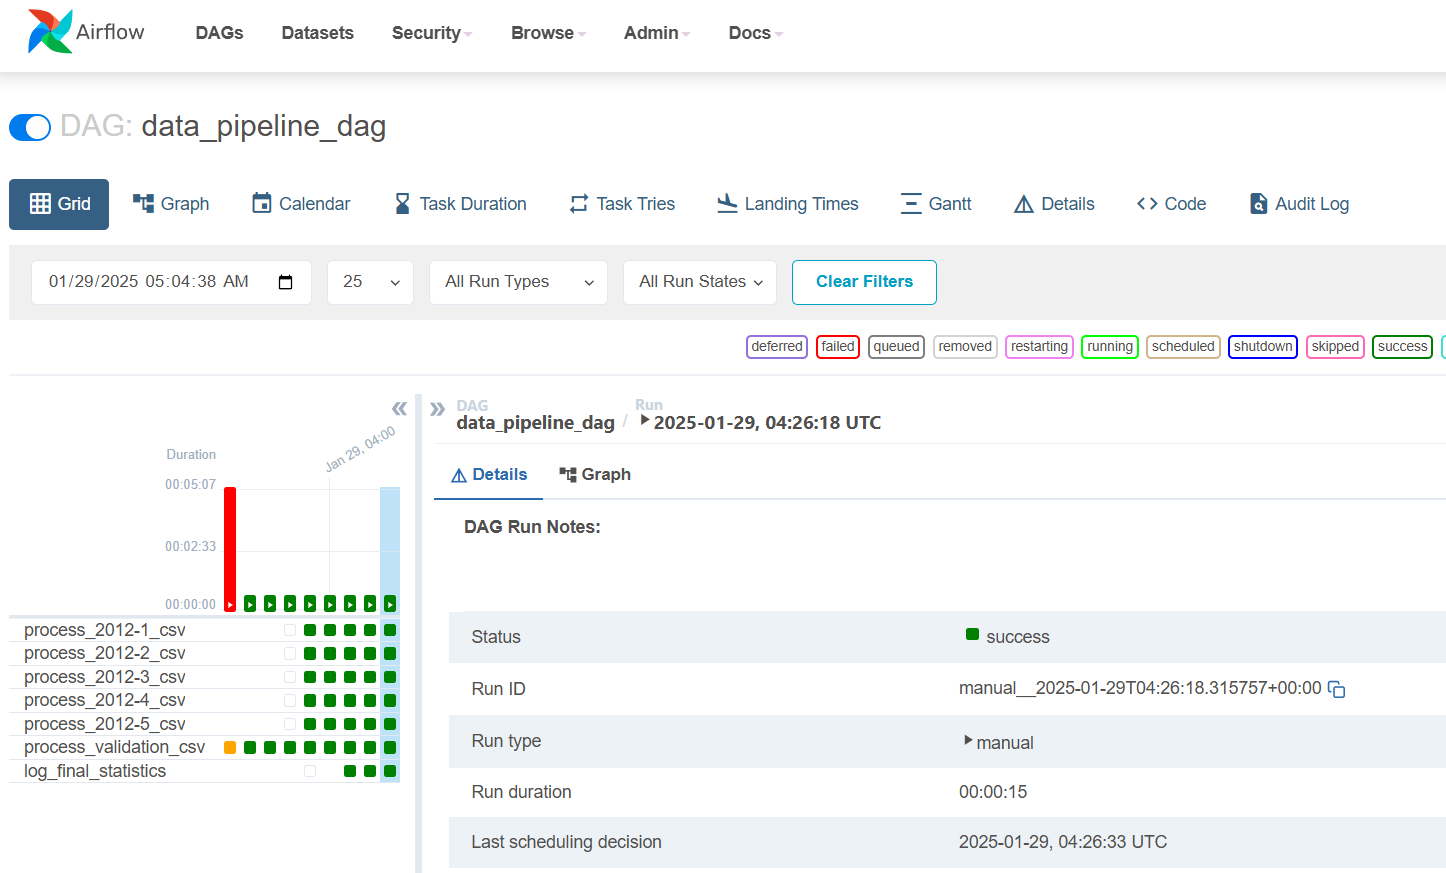 Airflow DAGs Datasets Security Browse Admin Docs
DAG: data_pipeline_dag
Grid Graph Calendar Task Duration Task Tries Landing Times Gantt Details Code Audit Log
01/29/2025 05:04:38 AM 25 All Run Types All Run States Clear Filters
deferred failed queued removed restarting running scheduled shutdown skipped success
DAG Run
data_pipeline_dag / 2025-01-29, 04:26:18 UTC
Jan 29, 04:00
Duration
00:05:07
00:02:33
00:00:00
process_2012-1_csv
process_2012-2_csv
process_2012-3_csv
process_2012-4_csv
process_2012-5_csv
process_validation_csv
log_final_statistics
Details Graph
DAG Run Notes:
Status success
Run ID manual__2025-01-29T04:26:18.315757+00:00
Run type manual
Run duration 00:00:15
Last scheduling decision 2025-01-29, 04:26:33 UTC